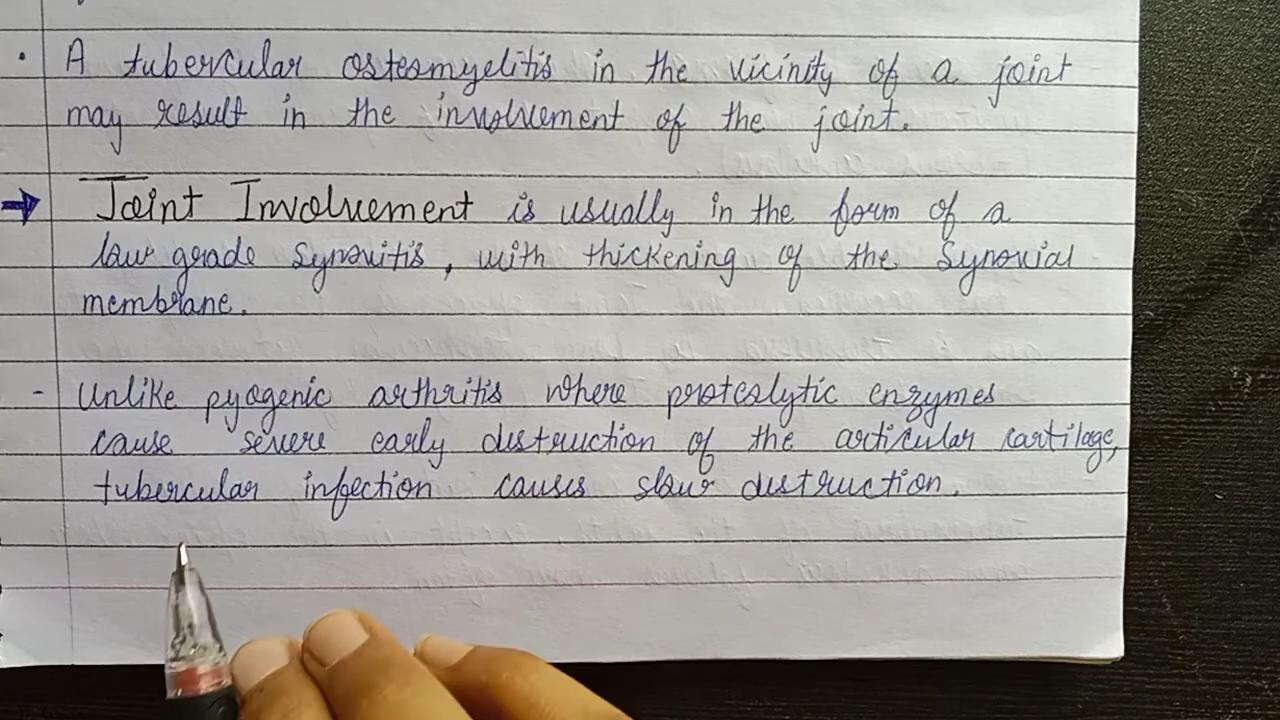 • A tubercular osteomyelitis in the vicinity of a joint
may result in the involvement of the joint.
→ Joint Involvement is usually in the form of a
low grade synovitis, with thickening of the synovial
membrane.
- Unlike pyogenic arthritis where proteolytic enzymes
cause severe early destruction of the articular cartilage,
tubercular infection causes slow destruction.